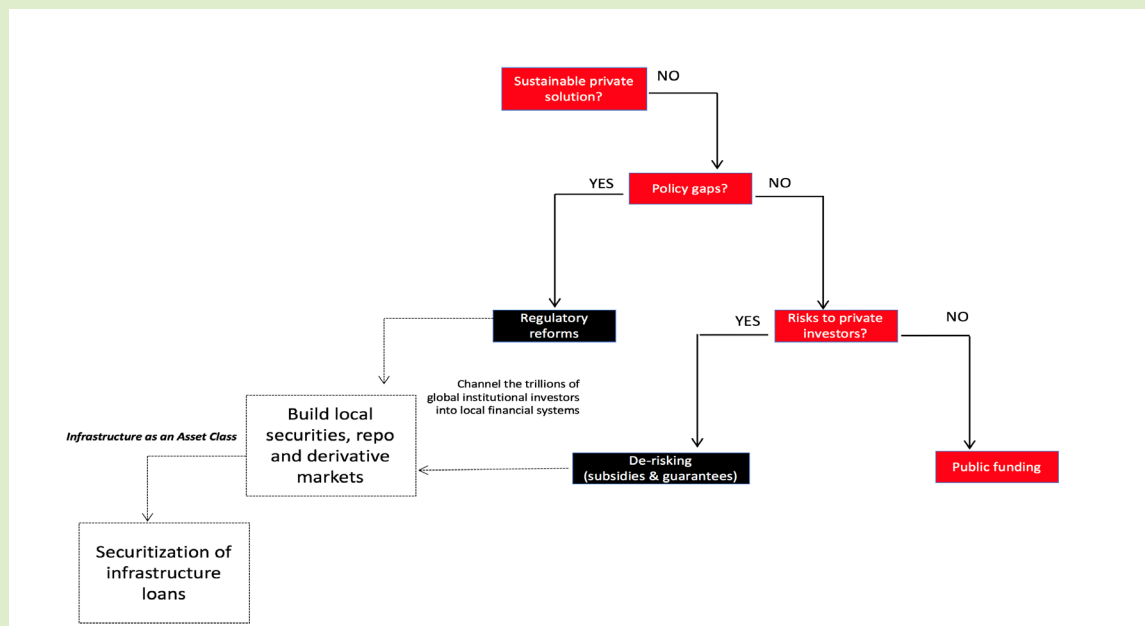 Sustainable private
solution?
NO
Policy gaps?
YES
NO
Regulatory
reforms
Risks to private
investors?
YES
NO
Channel the trillions of
global institutional investors
into local financial systems
Build local
securities, repo
and derivative
markets
Infrastructure as an Asset Class
De-risking
(subsidies & guarantees)
Public funding
Securitization of
infrastructure
loans